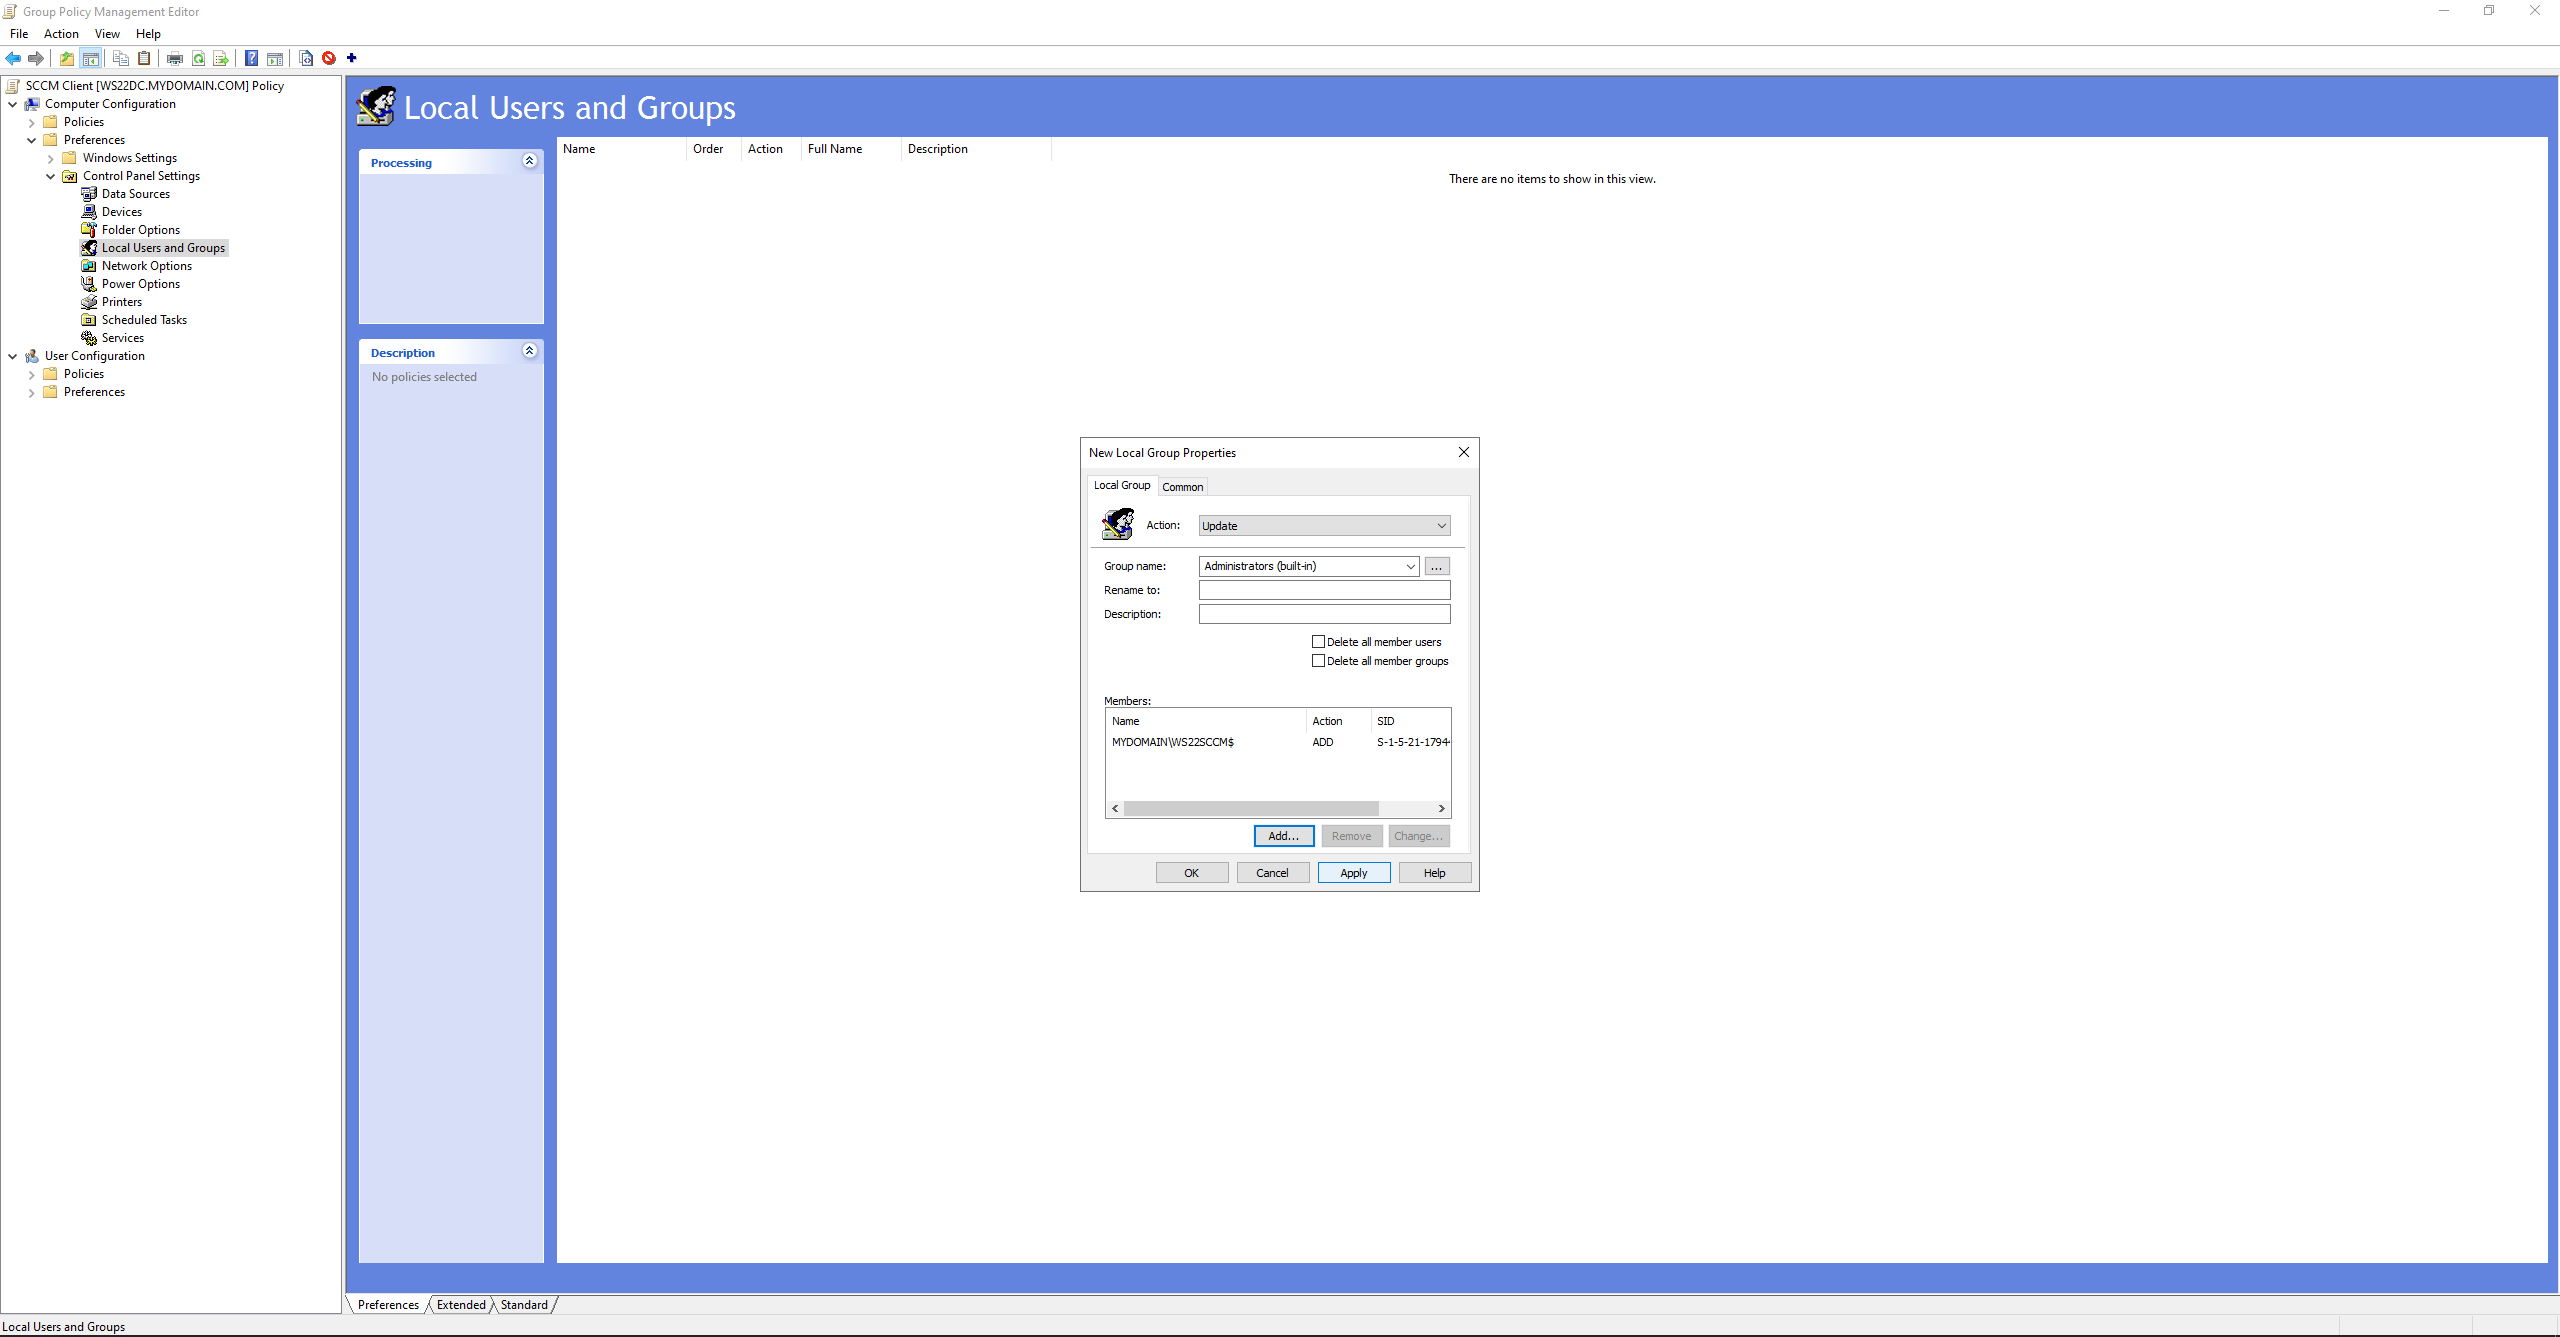 Group Policy Management Editor
File Action View Help
SCCM Client [WS22DC.MYDOMAIN.COM] Policy
Computer Configuration
Policies
Preferences
Windows Settings
Control Panel Settings
Data Sources
Devices
Folder Options
Local Users and Groups
Network Options
Power Options
Printers
Scheduled Tasks
Services
User Configuration
Policies
Preferences
Local Users and Groups
Processing
Description
No policies selected
Name Order Action Full Name Description
There are no items to show in this view.
New Local Group Properties
Local Group Common
Action: Update
Group name: Administrators (built-in) ...
Rename to:
Description:
Delete all member users
Delete all member groups
Members:
Name Action SID
MYDOMAIN\WS22SCCM$ ADD S-1-5-21-1794
Add... Remove Change...
OK Cancel Apply Help
Preferences Extended Standard
Local Users and Groups